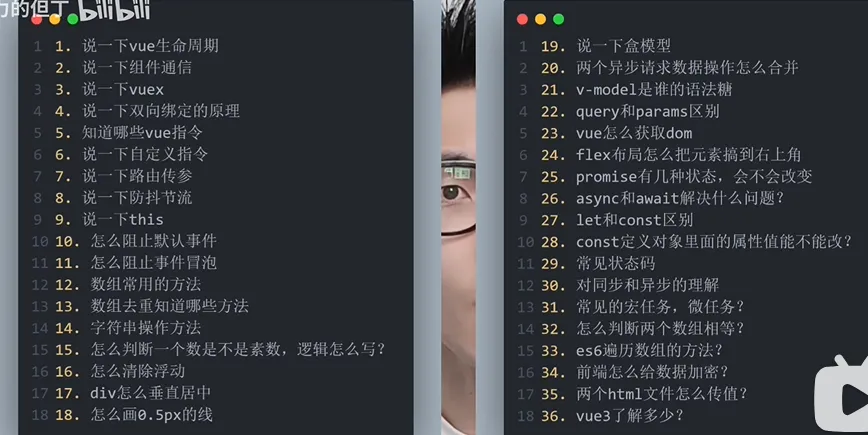 力的但丁 bilibili
1 1. 说一下vue生命周期
2 2. 说一下组件通信
3 3. 说一下vuex
4 4. 说一下双向绑定的原理
5 5. 知道哪些vue指令
6 6. 说一下自定义指令
7 7. 说一下路由传参
8 8. 说一下防抖节流
9 9. 说一下this
10 10. 怎么阻止默认事件
11 11. 怎么阻止事件冒泡
12 12. 数组常用的方法
13 13. 数组去重知道哪些方法
14 14. 字符串操作方法
15 15. 怎么判断一个数是不是素数，逻辑怎么写？
16 16. 怎么清除浮动
17 17. div怎么垂直居中
18 18. 怎么画0.5px的线
1 19. 说一下盒模型
2 20. 两个异步请求数据操作怎么合并
3 21. v-model是谁的语法糖
4 22. query和params区别
5 23. vue怎么获取dom
6 24. flex布局怎么把元素搞到右上角
7 25. promise有几种状态，会不会改变
8 26. async和await解决什么问题？
9 27. let和const区别
10 28. const定义对象里面的属性值能不能改？
11 29. 常见状态码
12 30. 对同步和异步的理解
13 31. 常见的宏任务，微任务？
14 32. 怎么判断两个数组相等？
15 33. es6遍历数组的方法？
16 34. 前端怎么给数据加密？
17 35. 两个html文件怎么传值？
18 36. vue3了解多少？